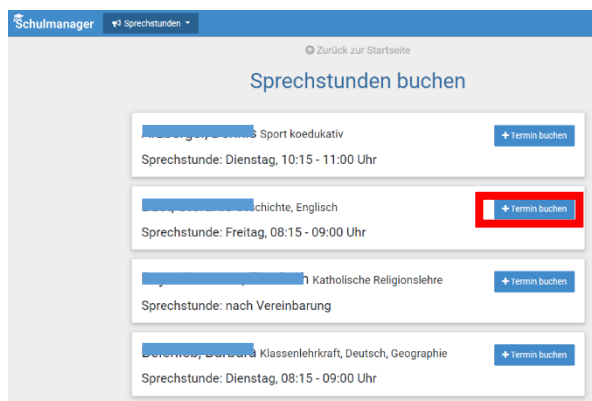 Schulmanager Sprechstunden
Zurück zur Startseite
Sprechstunden buchen
Sport koedukativ
+ Termin buchen
Sprechstunde: Dienstag, 10:15 - 11:00 Uhr
Englisch
+ Termin buchen
Sprechstunde: Freitag, 08:15 - 09:00 Uhr
Katholische Religionslehre
+ Termin buchen
Sprechstunde: nach Vereinbarung
Klassenlehrkraft, Deutsch, Geographie
+ Termin buchen
Sprechstunde: Dienstag, 08:15 - 09:00 Uhr